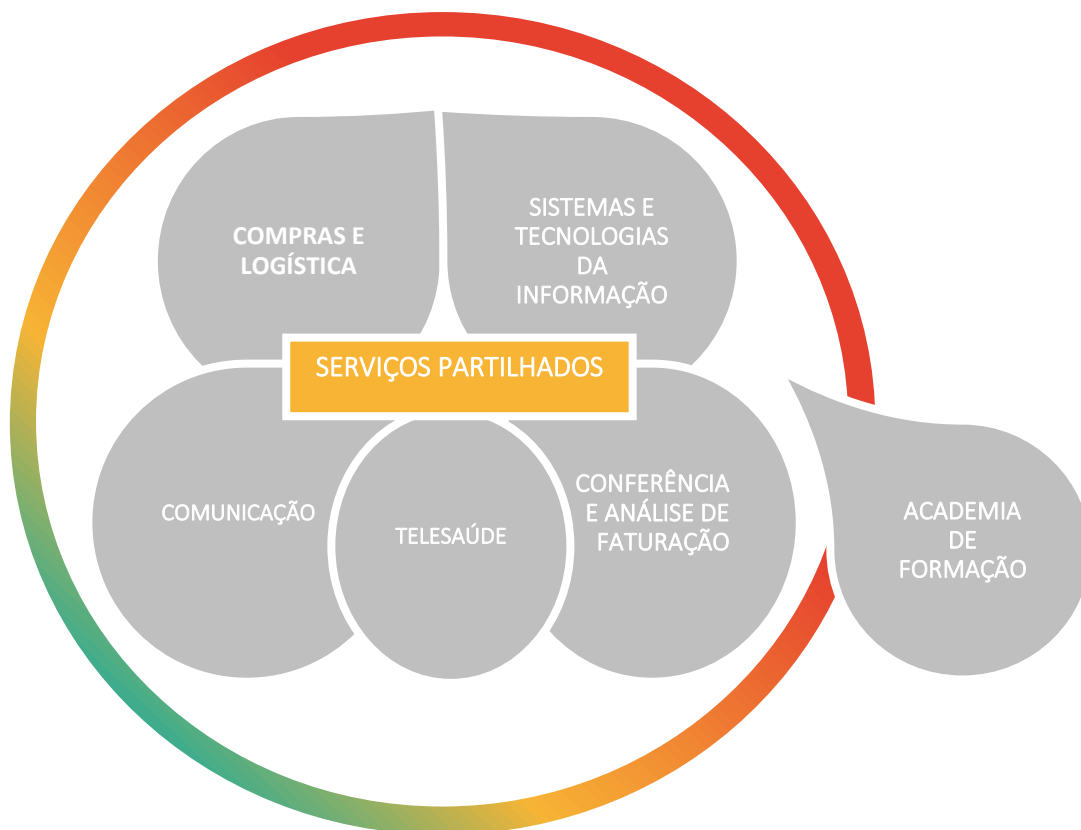 COMPRAS E
LOGÍSTICA
SISTEMAS E
TECNOLOGIAS
DA
INFORMAÇÃO
SERVIÇOS PARTILHADOS
COMUNICAÇÃO
TELESAÚDE
CONFERÊNCIA
E ANÁLISE DE
FATURAÇÃO
ACADEMIA
DE
FORMAÇÃO